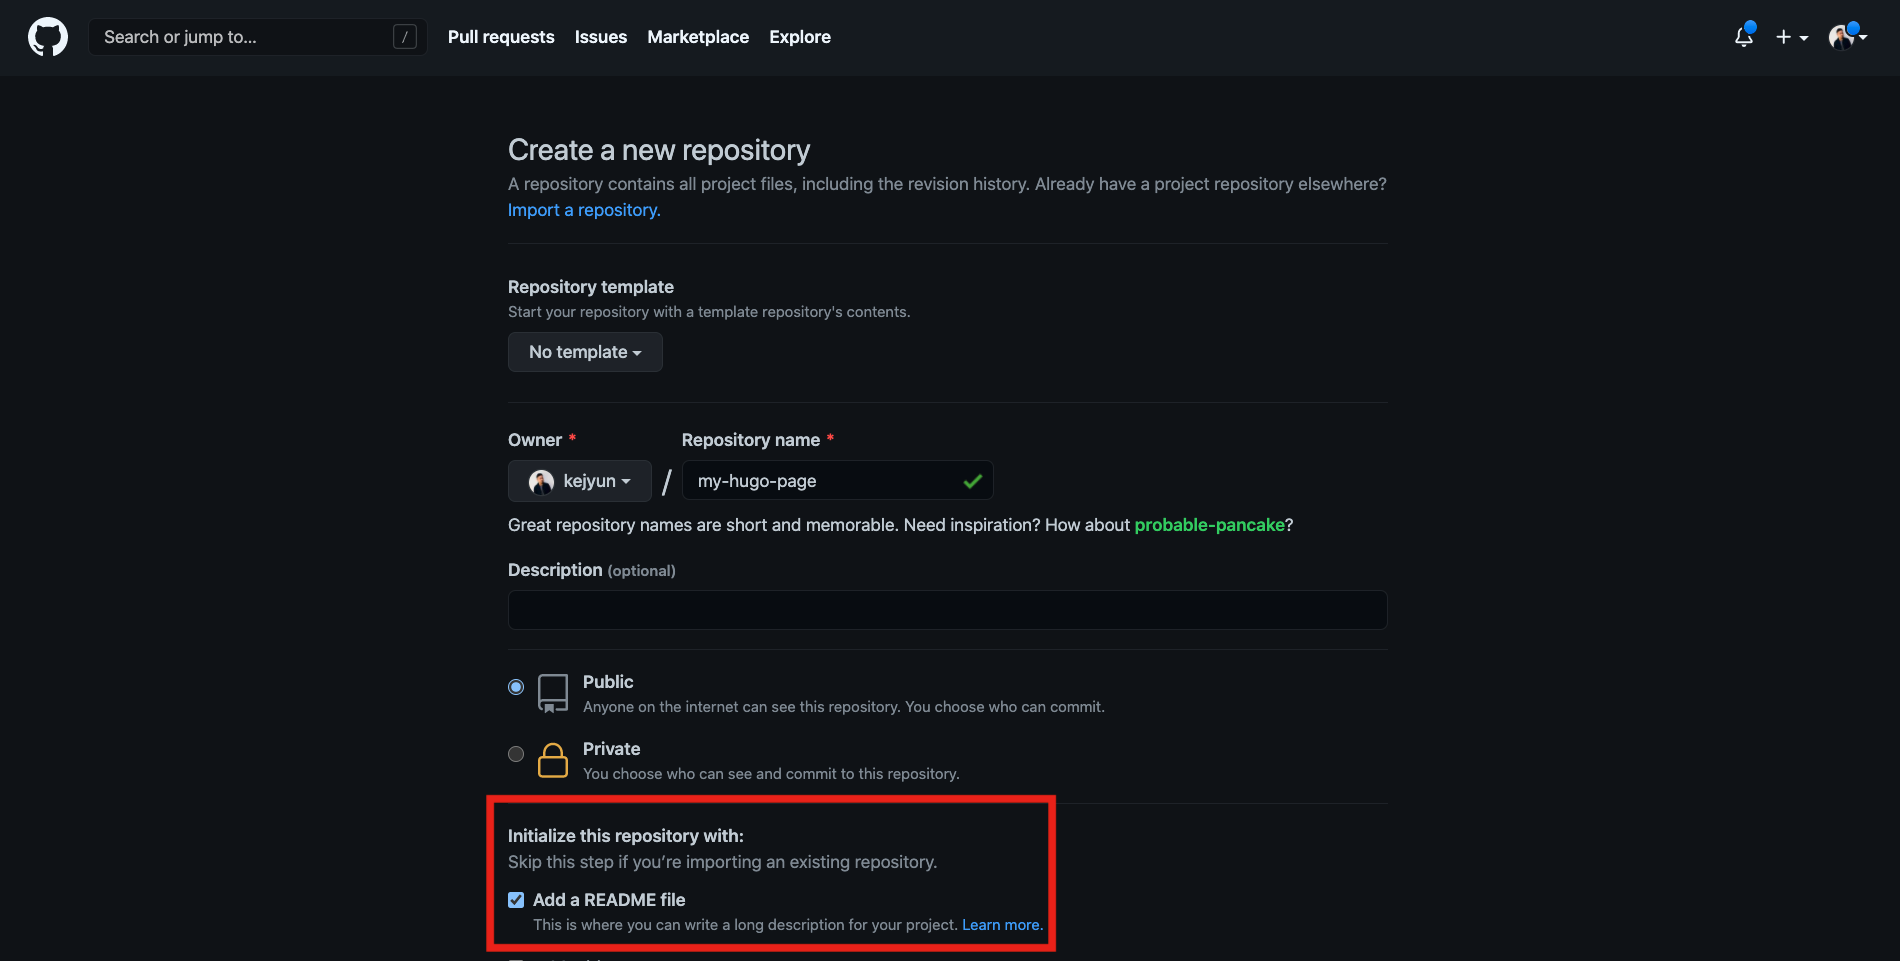 Search or jump to... /
Pull requests Issues Marketplace Explore
Create a new repository
A repository contains all project files, including the revision history. Already have a project repository elsewhere?
Import a repository.
Repository template
Start your repository with a template repository's contents.
No template
Owner * Repository name *
kejyun / my-hugo-page
Great repository names are short and memorable. Need inspiration? How about probable-pancake?
Description (optional)
Public
Anyone on the internet can see this repository. You choose who can commit.
Private
You choose who can see and commit to this repository.
Initialize this repository with:
Skip this step if you’re importing an existing repository.
Add a README file
This is where you can write a long description for your project. Learn more.